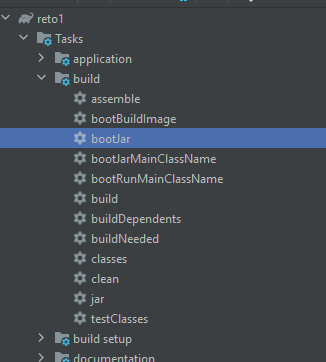 reto1
Tasks
application
build
assemble
bootBuildImage
bootJar
bootJarMainClassName
bootRunMainClassName
build
buildDependents
buildNeeded
classes
clean
jar
testClasses
build setup
documentation